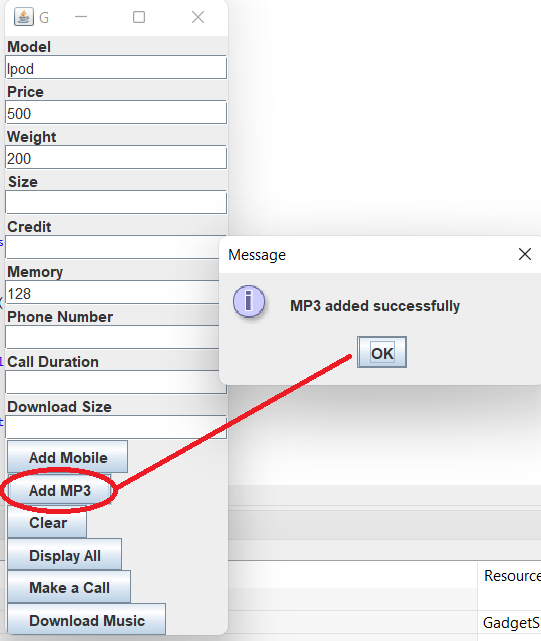 G
Model
Ipod
Price
500
Weight
200
Size
Credit
Memory
128
Phone Number
Call Duration
Download Size
Add Mobile
Add MP3
Clear
Display All
Make a Call
Download Music
Message
MP3 added successfully
OK
Resource
GadgetS